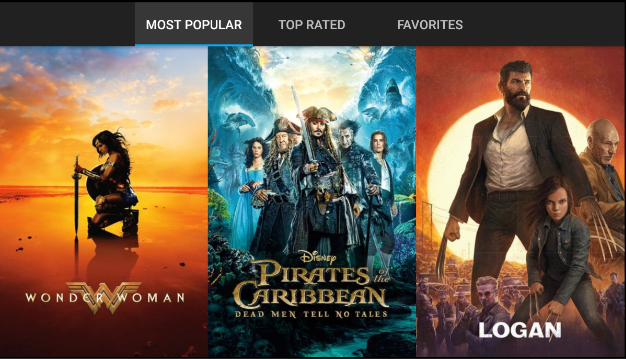 MOST POPULAR
TOP RATED
FAVORITES
WONDER WOMAN
Disney
PIRATES of the
CARIBBEAN
DEAD MEN TELL NO TALES
LOGAN